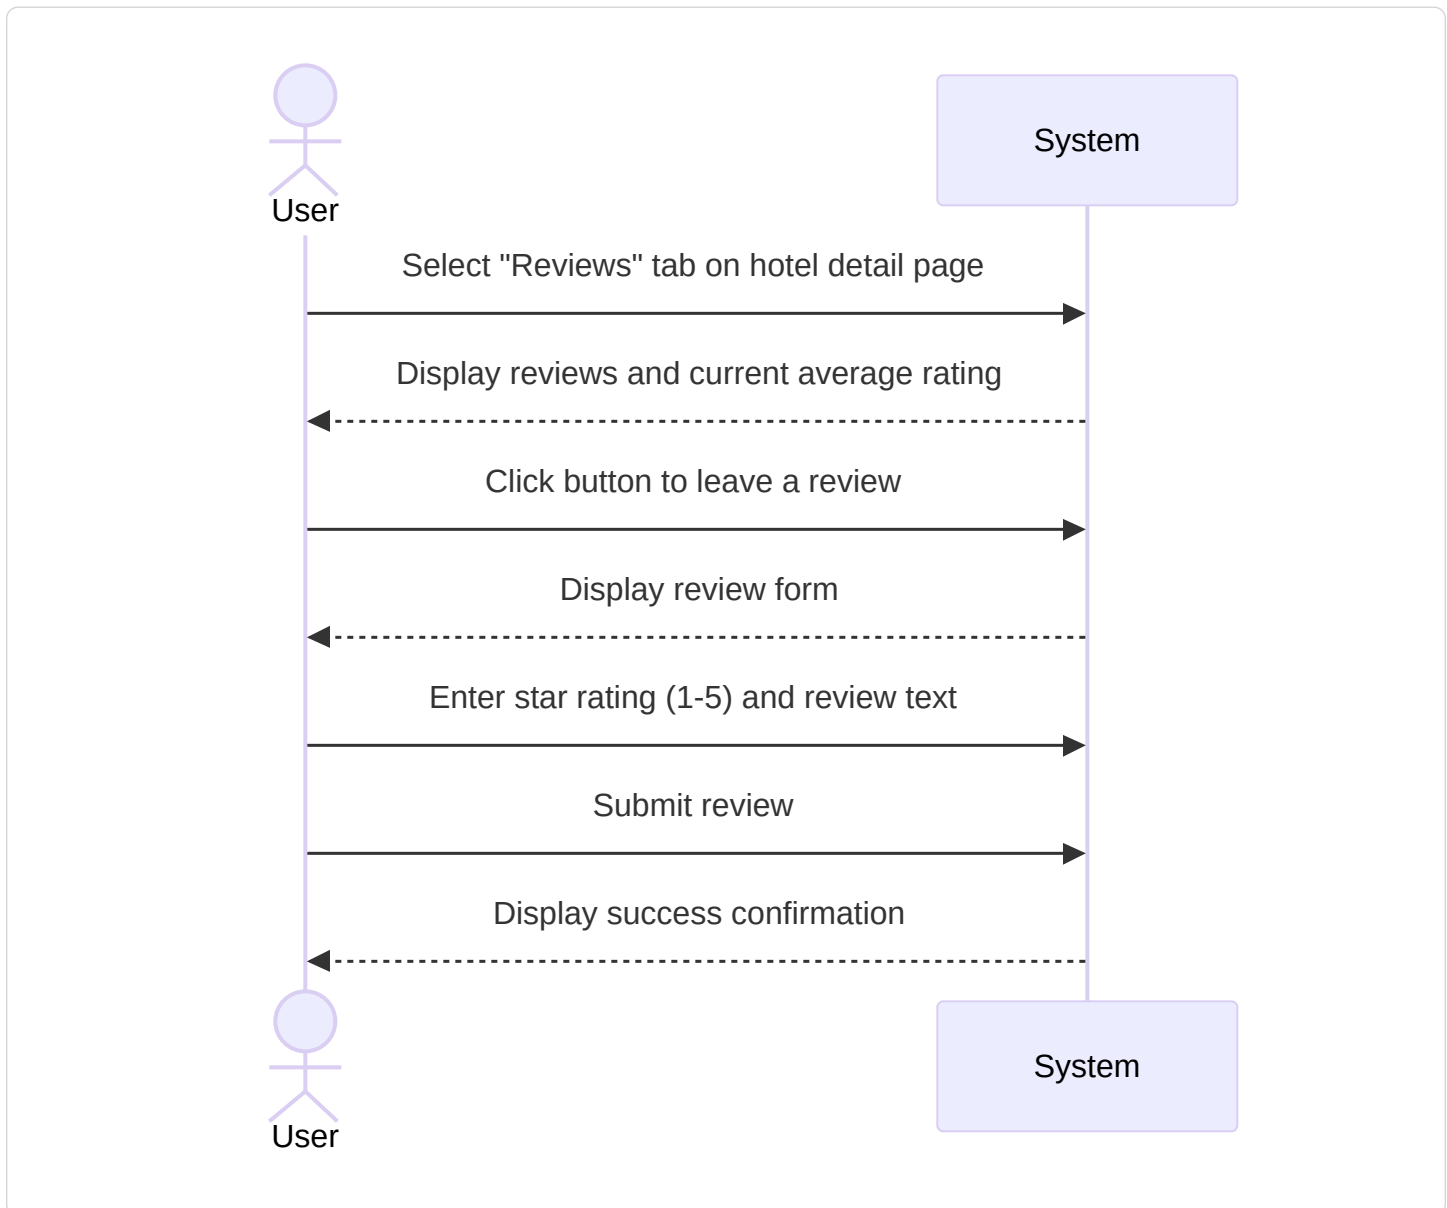 System
User
Select "Reviews" tab on hotel detail page
Display reviews and current average rating
Click button to leave a review
Display review form
Enter star rating (1-5) and review text
Submit review
Display success confirmation
System
User